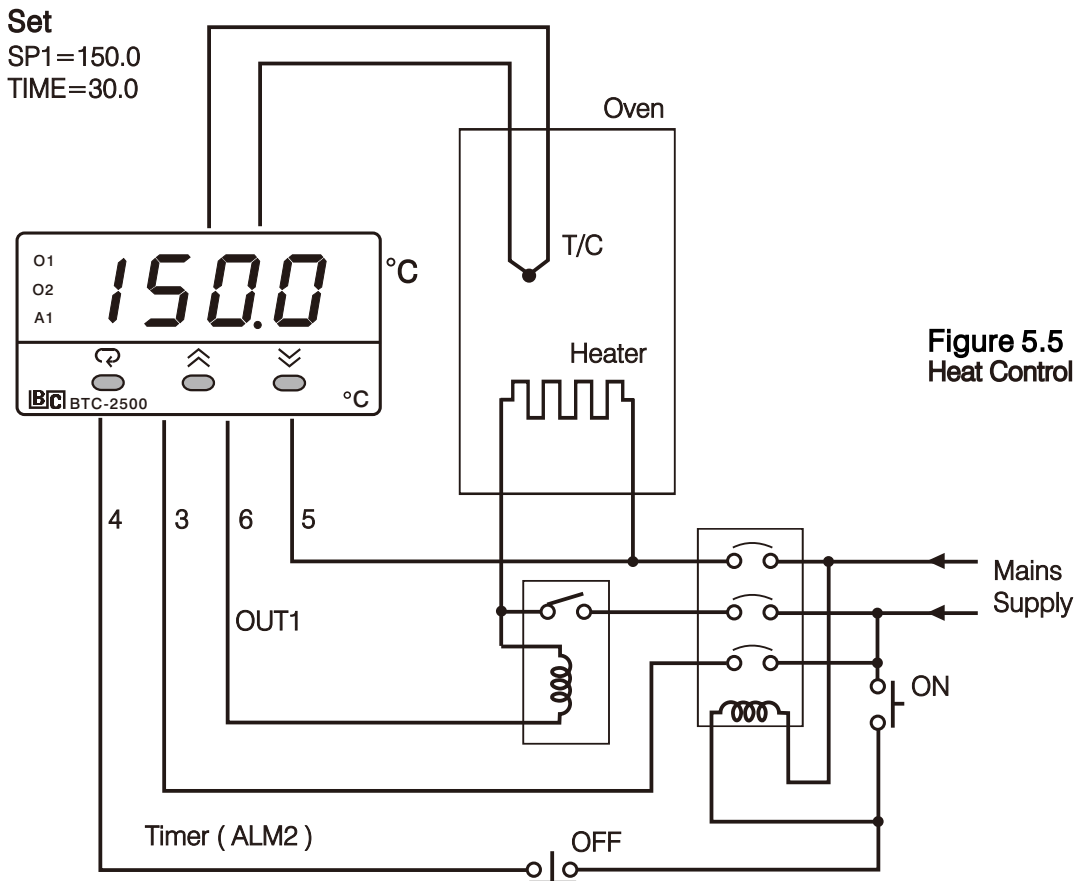 Set
SP1=150.0
TIME=30.0
Oven
O1
O2
A1
150.0
°C
T/C
Heater
Figure 5.5
Heat Control
BC BTC-2500
°C
4
3
6
5
Mains
Supply
OUT1
ON
Timer ( ALM2 )
OFF